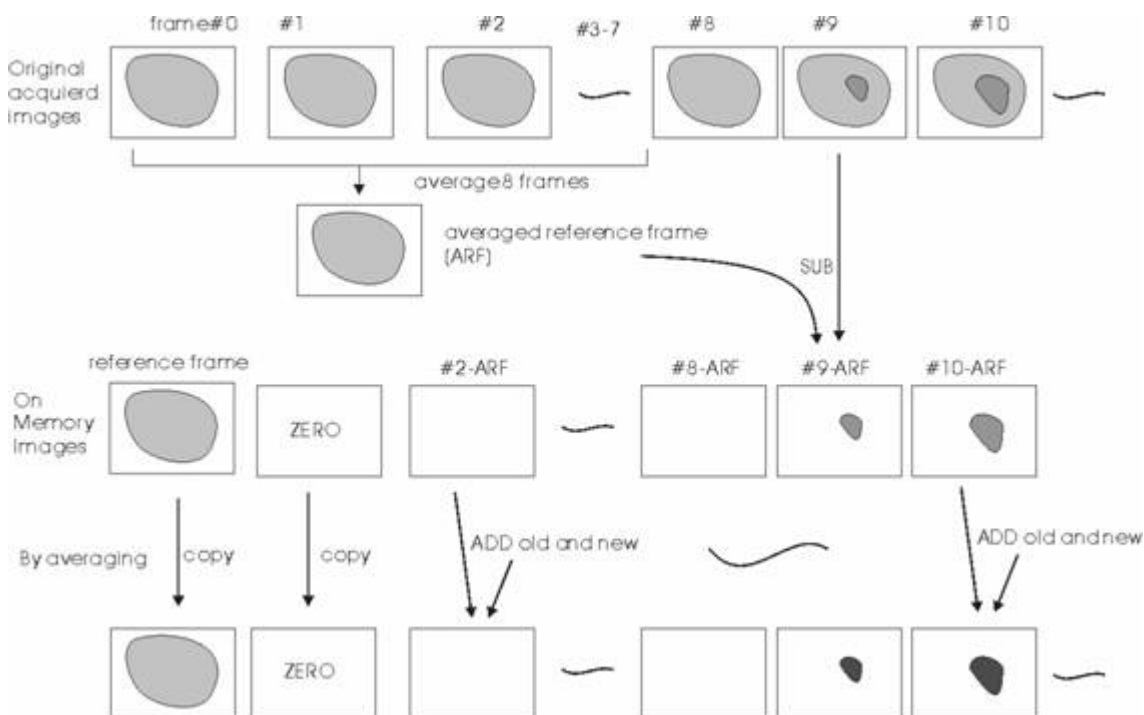 frame#0
#1
#2
#3-7
#8
#9
#10
Original
acquierd
images
average8 frames
averaged reference frame
(ARF)
SUB
reference frame
#2-ARF
#8-ARF
#9-ARF
#10-ARF
On
Memory
Images
ZERO
By averaging
copy
copy
ADD old and new
ADD old and new
ZERO